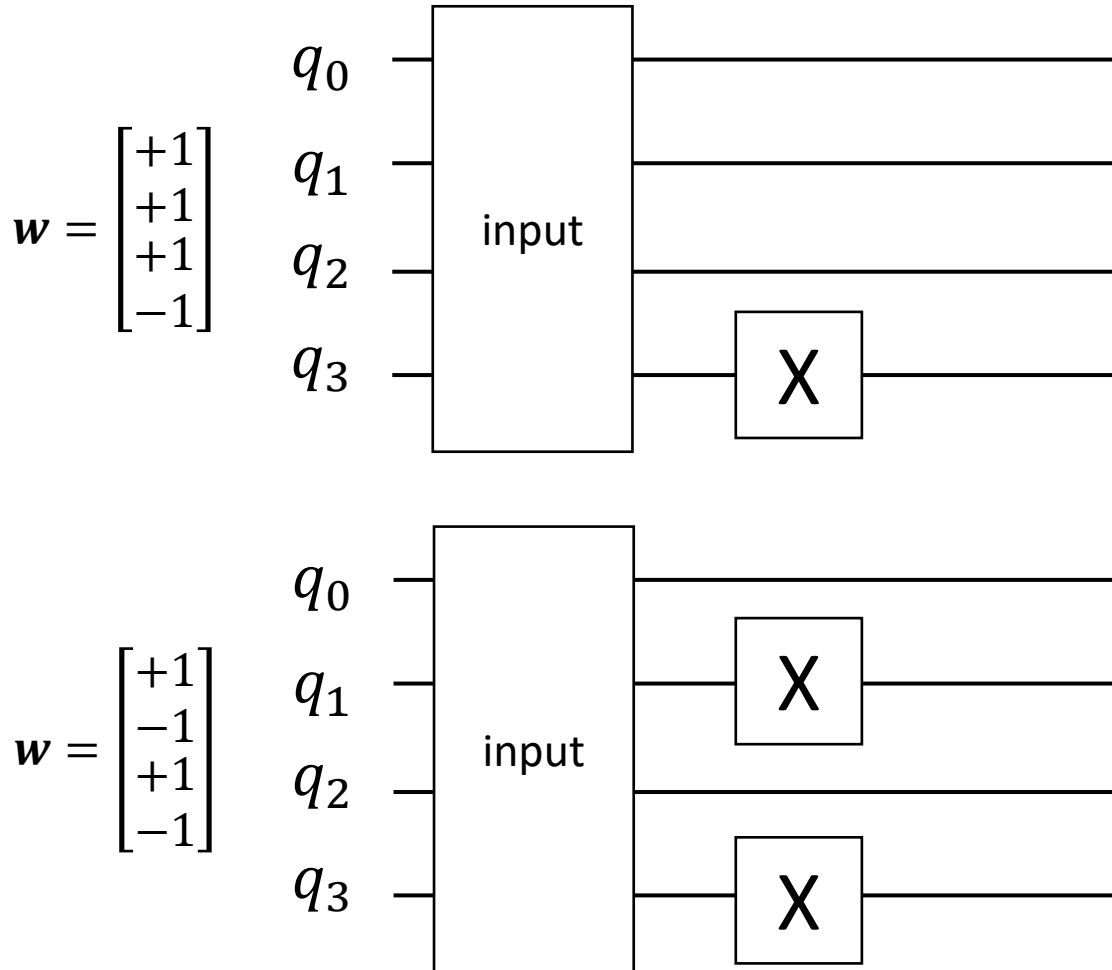 q₀
q₁
w = [+1 +1 +1 −1]
input
q₂
q₃
X
q₀
X
q₁
w = [+1 −1 +1 −1]
input
q₂
q₃
X